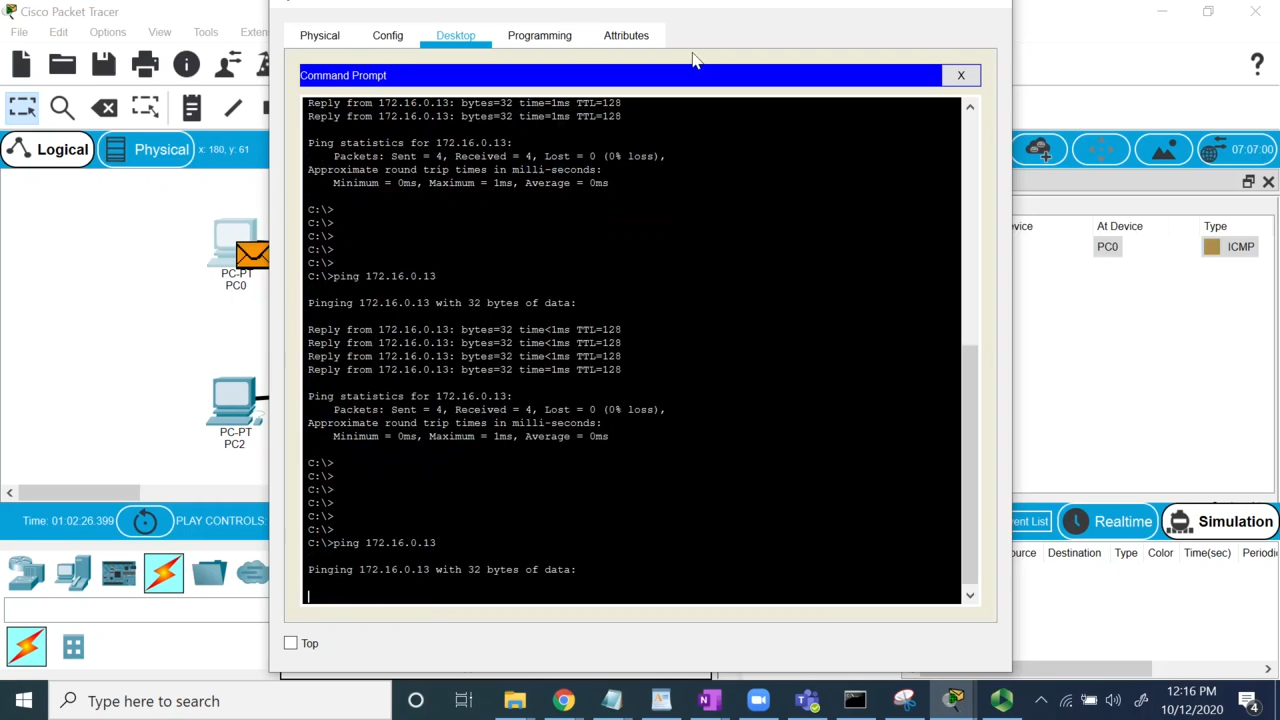 Cisco Packet Tracer
File Edit Options View Tools Exten
Physical Config Desktop Programming Attributes
Command Prompt
X
Logical
Physical
x: 180, y: 61
07:07:00
Reply from 172.16.0.13: bytes=32 time=1ms TTL=128
Reply from 172.16.0.13: bytes=32 time=1ms TTL=128
Ping statistics for 172.16.0.13:
Packets: Sent = 4, Received = 4, Lost = 0 (0% loss),
Approximate round trip times in milli-seconds:
Minimum = 0ms, Maximum = 1ms, Average = 0ms
C:\>
C:\>
C:\>
C:\>
C:\>
C:\>ping 172.16.0.13
Pinging 172.16.0.13 with 32 bytes of data:
Reply from 172.16.0.13: bytes=32 time<1ms TTL=128
Reply from 172.16.0.13: bytes=32 time<1ms TTL=128
Reply from 172.16.0.13: bytes=32 time<1ms TTL=128
Reply from 172.16.0.13: bytes=32 time=1ms TTL=128
Ping statistics for 172.16.0.13:
Packets: Sent = 4, Received = 4, Lost = 0 (0% loss),
Approximate round trip times in milli-seconds:
Minimum = 0ms, Maximum = 1ms, Average = 0ms
C:\>
C:\>
C:\>
C:\>
C:\>
C:\>
C:\>ping 172.16.0.13
Pinging 172.16.0.13 with 32 bytes of data:
Top
PC-PT
PC0
PC-PT
PC2
evice At Device Type
PC0 ICMP
Time: 01:02:26.399
PLAY CONTROLS:
ent List
Realtime
Simulation
ource Destination Type Color Time(sec) Periodi
Type here to search
12:16 PM
10/12/2020
4